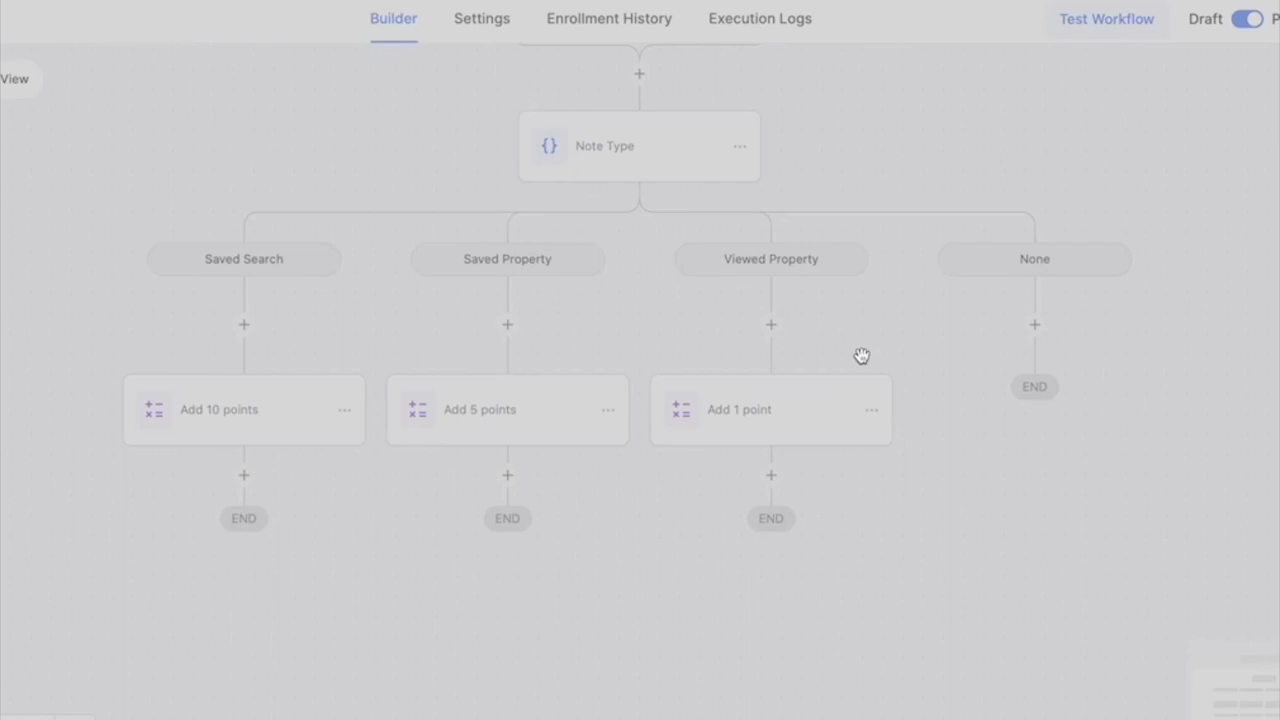 Builder Settings Enrollment History Execution Logs Test Workflow Draft P
View
{} Note Type
Saved Search Saved Property Viewed Property None
Add 10 points Add 5 points Add 1 point
END
END END END